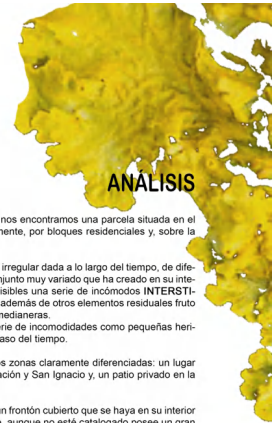 ANÁLISIS
nos encontramos una parcela situada en el
mente, por bloques residenciales y, sobre la
irregular dada a lo largo del tiempo, de dife-
njunto muy variado que ha creado en su inte-
isibles una serie de incómodos INTERSTI-
además de otros elementos residuales fruto
medianeras.
erie de incomodidades como pequeñas heri-
aso del tiempo.
os zonas claramente diferenciadas: un lugar
ación y San Ignacio y, un patio privado en la
un frontón cubierto que se haya en su interior
aunque no esté catalogado posee un gran